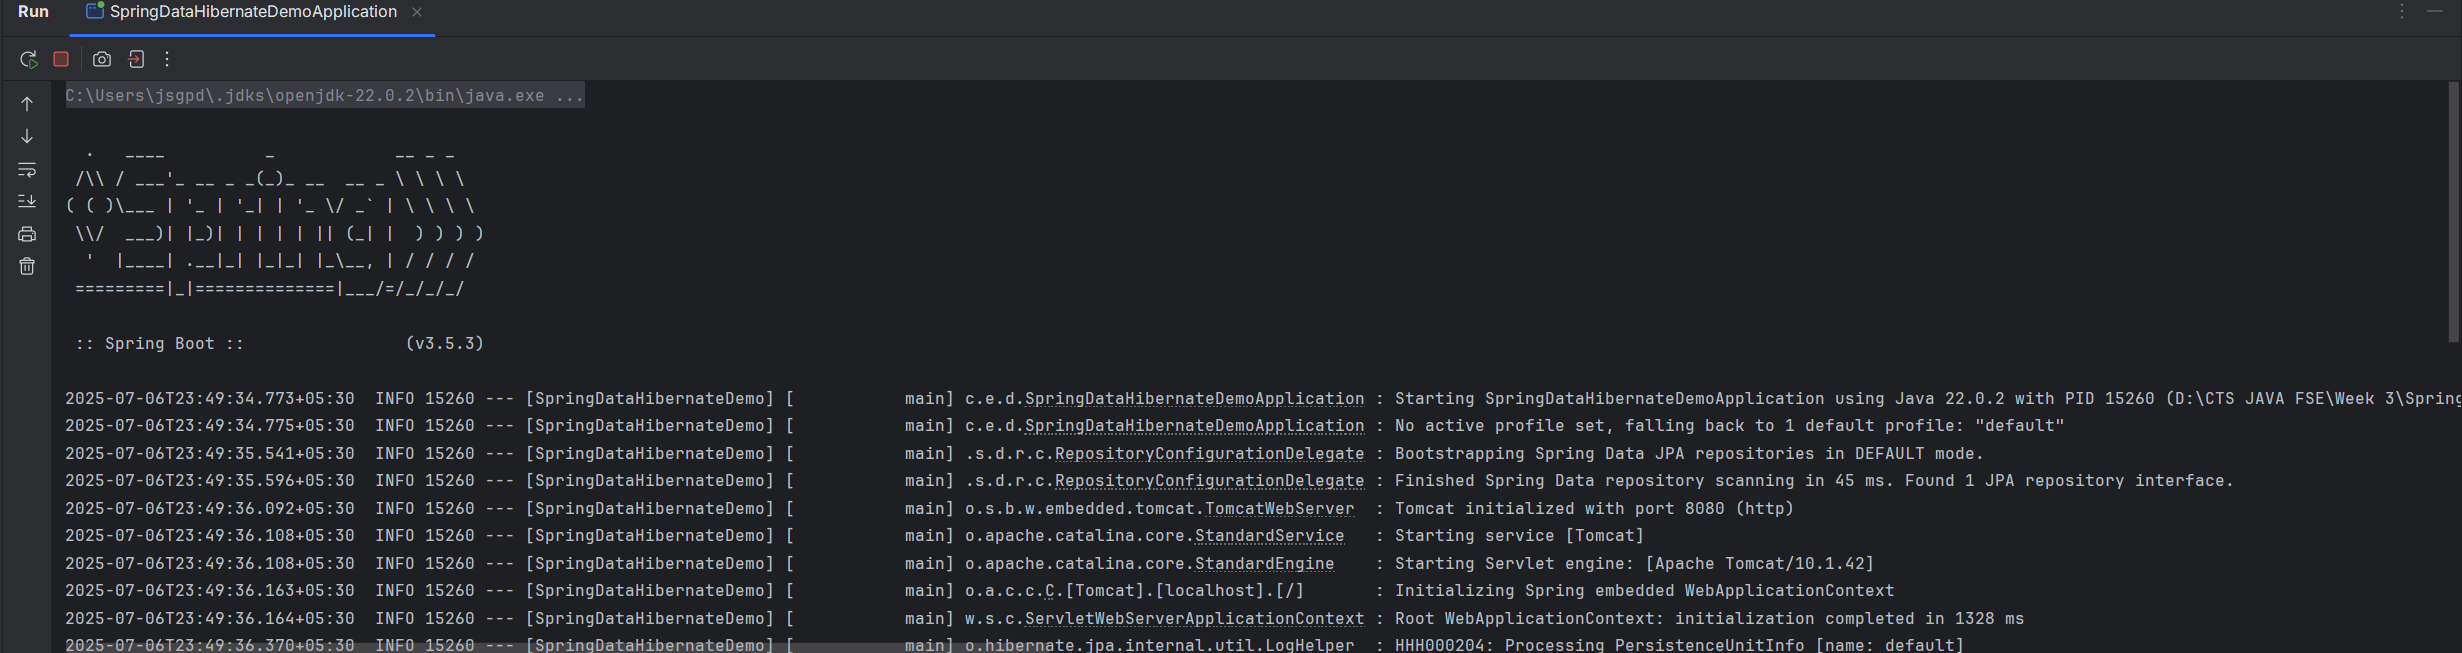 Run SpringDataHibernateDemoApplication
C:\Users\jsgpd\.jdks\openjdk-22.0.2\bin\java.exe ...
  .   ____          _            __ _ _
 /\\ / ___'_ __ _ _(_)_ __  __ _ \ \ \ \
( ( )\___ | '_ | '_| | '_ \/ _` | \ \ \ \
 \\/  ___)| |_)| | | | | || (_| |  ) ) ) )
  '  |____| .__|_| |_|_| |_\__, | / / / /
 =========|_|==============|___/=/_/_/_/
 :: Spring Boot ::                (v3.5.3)
2025-07-06T23:49:34.773+05:30  INFO 15260 --- [SpringDataHibernateDemo] [           main] c.e.d.SpringDataHibernateDemoApplication : Starting SpringDataHibernateDemoApplication using Java 22.0.2 with PID 15260 (D:\CTS JAVA FSE\Week 3\Spring
2025-07-06T23:49:34.775+05:30  INFO 15260 --- [SpringDataHibernateDemo] [           main] c.e.d.SpringDataHibernateDemoApplication : No active profile set, falling back to 1 default profile: "default"
2025-07-06T23:49:35.541+05:30  INFO 15260 --- [SpringDataHibernateDemo] [           main] .s.d.r.c.RepositoryConfigurationDelegate : Bootstrapping Spring Data JPA repositories in DEFAULT mode.
2025-07-06T23:49:35.596+05:30  INFO 15260 --- [SpringDataHibernateDemo] [           main] .s.d.r.c.RepositoryConfigurationDelegate : Finished Spring Data repository scanning in 45 ms. Found 1 JPA repository interface.
2025-07-06T23:49:36.092+05:30  INFO 15260 --- [SpringDataHibernateDemo] [           main] o.s.b.w.embedded.tomcat.TomcatWebServer  : Tomcat initialized with port 8080 (http)
2025-07-06T23:49:36.108+05:30  INFO 15260 --- [SpringDataHibernateDemo] [           main] o.apache.catalina.core.StandardService   : Starting service [Tomcat]
2025-07-06T23:49:36.108+05:30  INFO 15260 --- [SpringDataHibernateDemo] [           main] o.apache.catalina.core.StandardEngine    : Starting Servlet engine: [Apache Tomcat/10.1.42]
2025-07-06T23:49:36.163+05:30  INFO 15260 --- [SpringDataHibernateDemo] [           main] o.a.c.c.C.[Tomcat].[localhost].[/]       : Initializing Spring embedded WebApplicationContext
2025-07-06T23:49:36.164+05:30  INFO 15260 --- [SpringDataHibernateDemo] [           main] w.s.c.ServletWebServerApplicationContext : Root WebApplicationContext: initialization completed in 1328 ms
2025-07-06T23:49:36.370+05:30  INFO 15260 --- [SpringDataHibernateDemo] [           main] o.hibernate.jpa.internal.util.LogHelper  : HHH000204: Processing PersistenceUnitInfo [name: default]